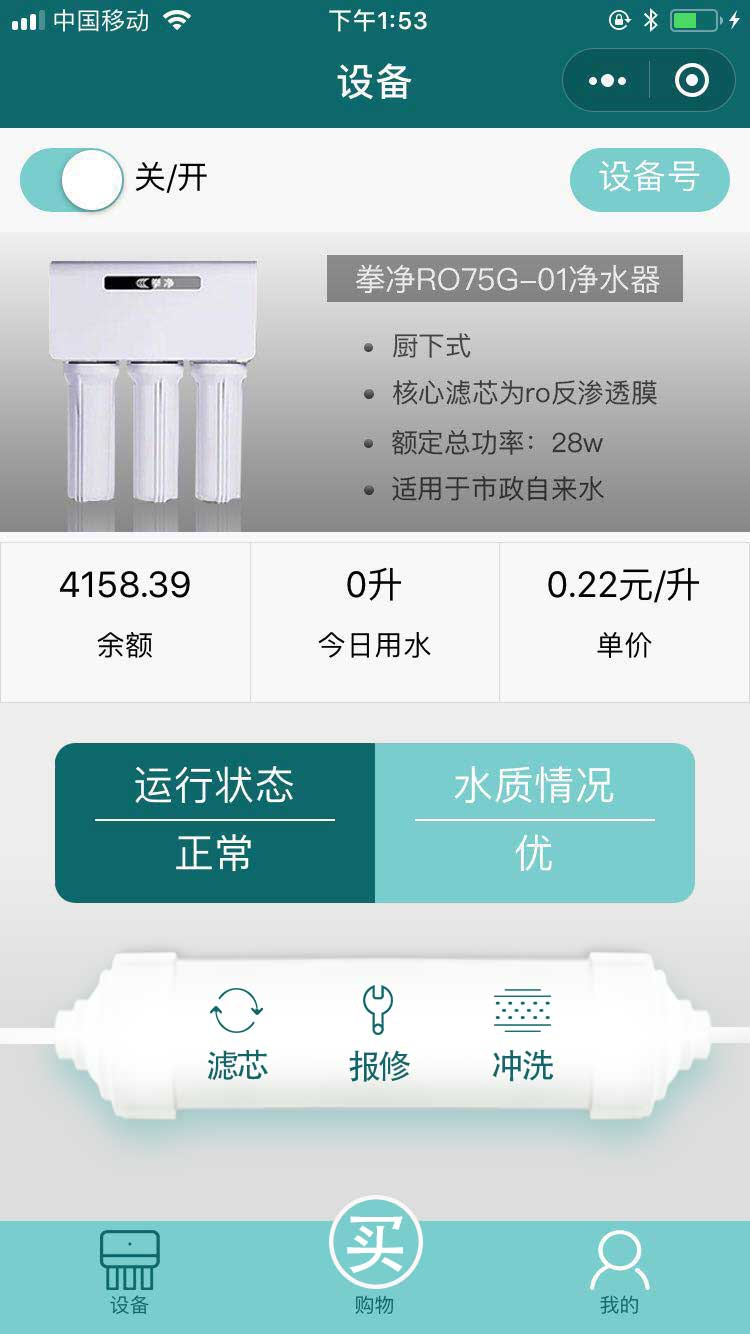 中国移动
下午1:53
设备
关/开
设备号
拳净
拳净RO75G-01净水器
厨下式
核心滤芯为ro反渗透膜
额定总功率：28w
适用于市政自来水
4158.39
0升
0.22元/升
余额
今日用水
单价
运行状态
水质情况
正常
优
滤芯
报修
冲洗
买
设备
购物
我的